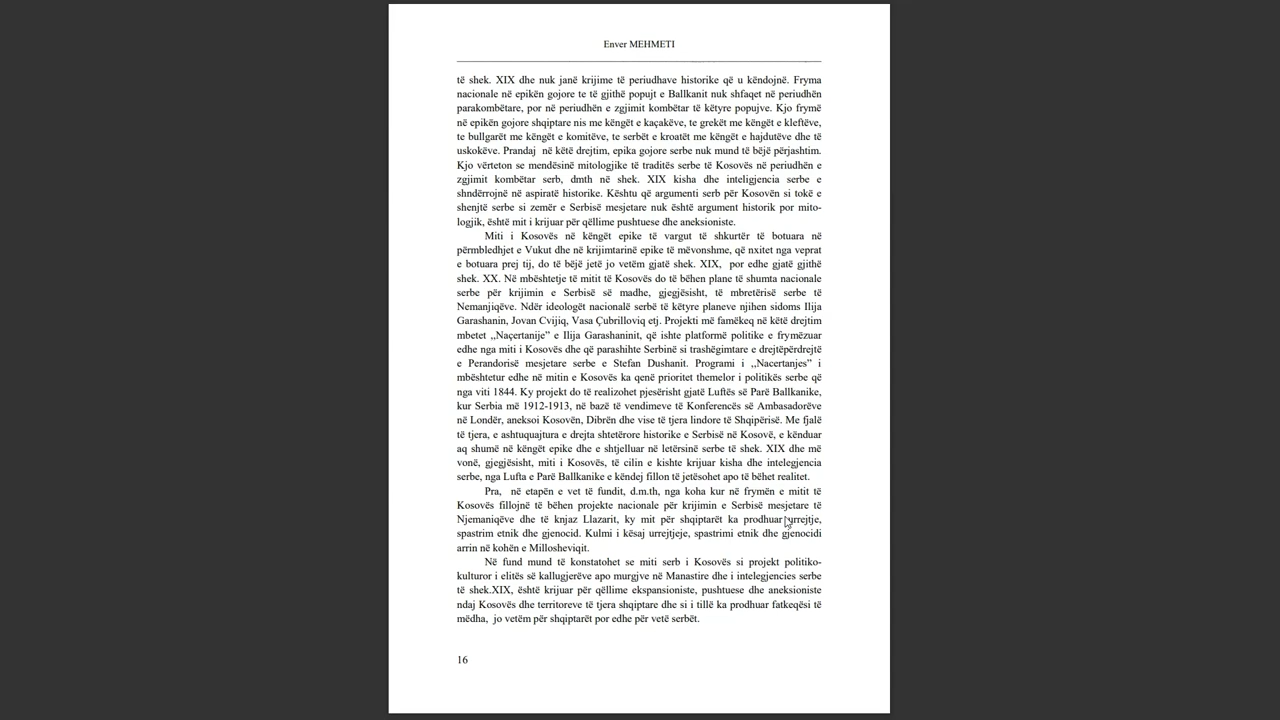 Enver MEHMETI
të shek. XIX dhe nuk janë krijime të periudhave historike që u këndojnë. Fryma
nacionale në epikën gojore te të gjithë popujt e Ballkanit nuk shfaqet në periudhën
parakombëtare, por në periudhën e zgjimit kombëtar të këtyre popujve. Kjo frymë
në epikën gojore shqiptare nis me këngët e kaçakëve, te grekët me këngët e kleftëve,
te bullgarët me këngët e komitëve, te serbët e kroatët me këngët e hajdutëve dhe të
uskokëve. Prandaj  në këtë drejtim, epika gojore serbe nuk mund të bëjë përjashtim.
Kjo vërteton se mendësinë mitologjike të traditës serbe të Kosovës në periudhën e
zgjimit kombëtar serb, dmth në shek. XIX kisha dhe inteligjencia serbe e
shndërrojnë në aspiratë historike. Kështu që argumenti serb për Kosovën si tokë e
shenjtë serbe si zemër e Serbisë mesjetare nuk është argument historik por mito-
logjik, është mit i krijuar për qëllime pushtuese dhe aneksioniste.
Miti i Kosovës në këngët epike të vargut të shkurtër të botuara në
përmbledhjet e Vukut dhe në krijimtarinë epike të mëvonshme, që nxitet nga veprat
e botuara prej tij, do të bëjë jetë jo vetëm gjatë shek. XIX,  por edhe gjatë gjithë
shek. XX. Në mbështetje të mitit të Kosovës do të bëhen plane të shumta nacionale
serbe për krijimin e Serbisë së madhe, gjegjësisht, të mbretërisë serbe të
Nemanjiqëve. Ndër ideologët nacionalë serbë të këtyre planeve njihen sidoms Ilija
Garashanin, Jovan Cvijiq, Vasa Çubrilloviq etj. Projekti më famëkeq në këtë drejtim
mbetet ,,Naçertanije” e Ilija Garashaninit, që ishte platformë politike e frymëzuar
edhe nga miti i Kosovës dhe që parashihte Serbinë si trashëgimtare e drejtëpërdrejtë
e Perandorisë mesjetare serbe e Stefan Dushanit. Programi i ,,Nacertanjes” i
mbështetur edhe në mitin e Kosovës ka qenë prioritet themelor i politikës serbe që
nga viti 1844. Ky projekt do të realizohet pjesërisht gjatë Luftës së Parë Ballkanike,
kur Serbia më 1912-1913, në bazë të vendimeve të Konferencës së Ambasadorëve
në Londër, aneksoi Kosovën, Dibrën dhe vise të tjera lindore të Shqipërisë. Me fjalë
të tjera, e ashtuquajtura e drejta shtetërore historike e Serbisë në Kosovë, e kënduar
aq shumë në këngët epike dhe e shtjelluar në letërsinë serbe të shek. XIX dhe më
vonë, gjegjësisht, miti i Kosovës, të cilin e kishte krijuar kisha dhe intelegjencia
serbe, nga Lufta e Parë Ballkanike e këndej fillon të jetësohet apo të bëhet realitet.
Pra,  në etapën e vet të fundit, d.m.th, nga koha kur në frymën e mitit të
Kosovës fillojnë të bëhen projekte nacionale për krijimin e Serbisë mesjetare të
Njemaniqëve dhe të knjaz Llazarit, ky mit për shqiptarët ka prodhuar urrejtje,
spastrim etnik dhe gjenocid. Kulmi i kësaj urrejtjeje, spastrimi etnik dhe gjenocidi
arrin në kohën e Millosheviqit.
Në fund mund të konstatohet se miti serb i Kosovës si projekt politiko-
kulturor i elitës së kallugjerëve apo murgjve në Manastire dhe i intelegjencies serbe
të shek.XIX, është krijuar për qëllime ekspansioniste, pushtuese dhe aneksioniste
ndaj Kosovës dhe territoreve të tjera shqiptare dhe si i tillë ka prodhuar fatkeqësi të
mëdha,  jo vetëm për shqiptarët por edhe për vetë serbët.
16